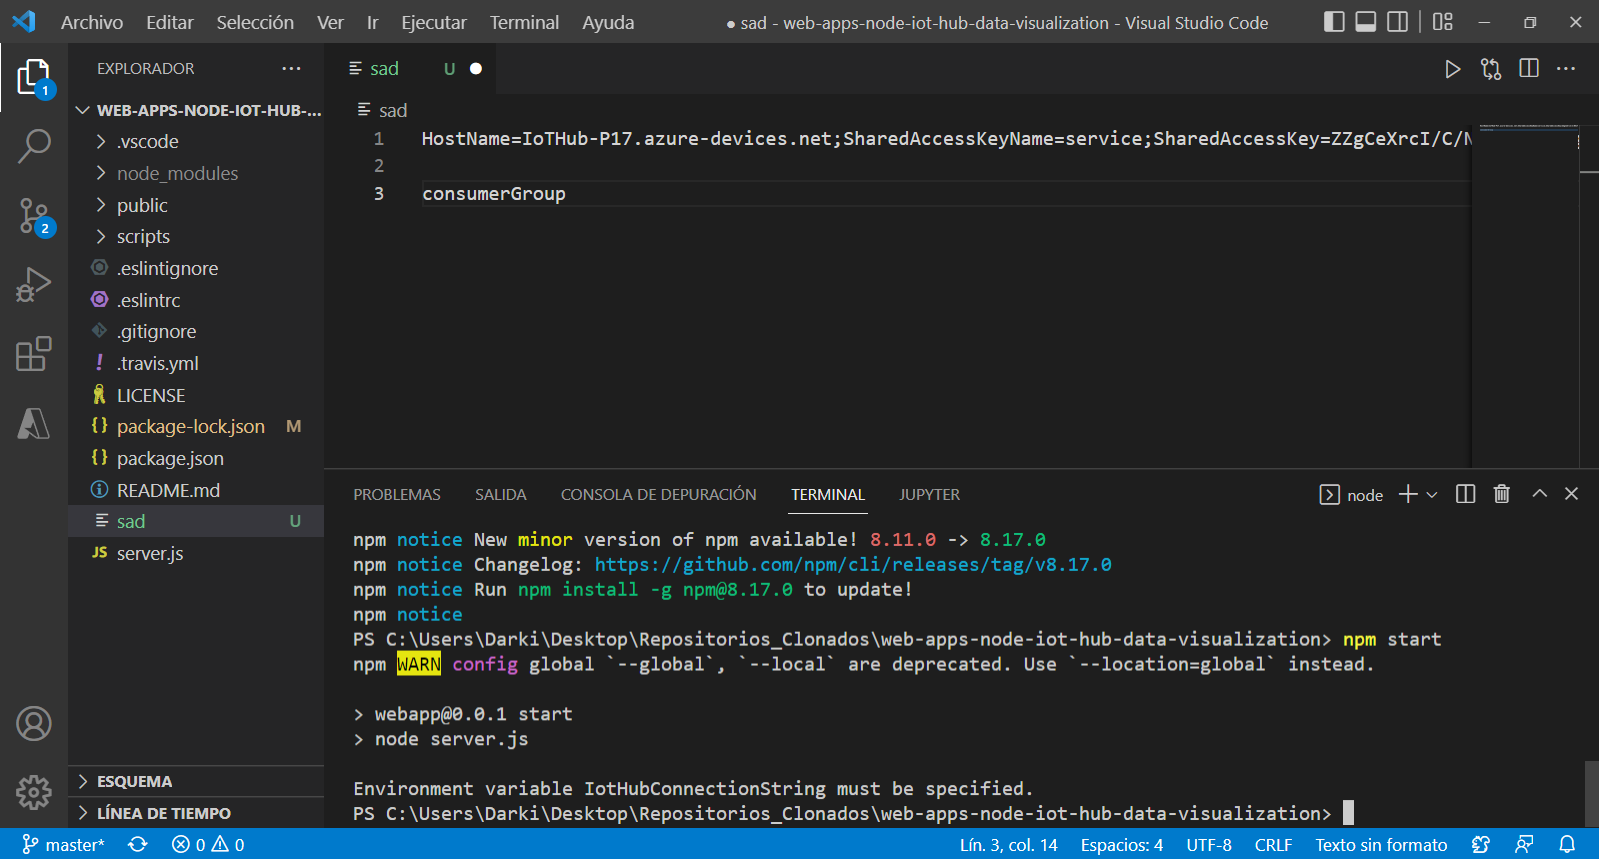 Archivo Editar Selección Ver Ir Ejecutar Terminal Ayuda
● sad - web-apps-node-iot-hub-data-visualization - Visual Studio Code
EXPLORADOR
WEB-APPS-NODE-IOT-HUB-...
.vscode
node_modules
public
scripts
.eslintignore
.eslintrc
.gitignore
.travis.yml
LICENSE
package-lock.json M
package.json
README.md
sad U
server.js
ESQUEMA
LÍNEA DE TIEMPO
1
2
sad U
sad
1 HostName=IoTHub-P17.azure-devices.net;SharedAccessKeyName=service;SharedAccessKey=ZZgCeXrcI/C/N
2
3 consumerGroup
PROBLEMAS SALIDA CONSOLA DE DEPURACIÓN TERMINAL JUPYTER
node
npm notice New minor version of npm available! 8.11.0 -> 8.17.0
npm notice Changelog: https://github.com/npm/cli/releases/tag/v8.17.0
npm notice Run npm install -g npm@8.17.0 to update!
npm notice
PS C:\Users\Darki\Desktop\Repositorios_Clonados\web-apps-node-iot-hub-data-visualization> npm start
npm WARN config global `--global`, `--local` are deprecated. Use `--location=global` instead.
> webapp@0.0.1 start
> node server.js
Environment variable IotHubConnectionString must be specified.
PS C:\Users\Darki\Desktop\Repositorios_Clonados\web-apps-node-iot-hub-data-visualization>
master* 0 0 Lín. 3, col. 14 Espacios: 4 UTF-8 CRLF Texto sin formato